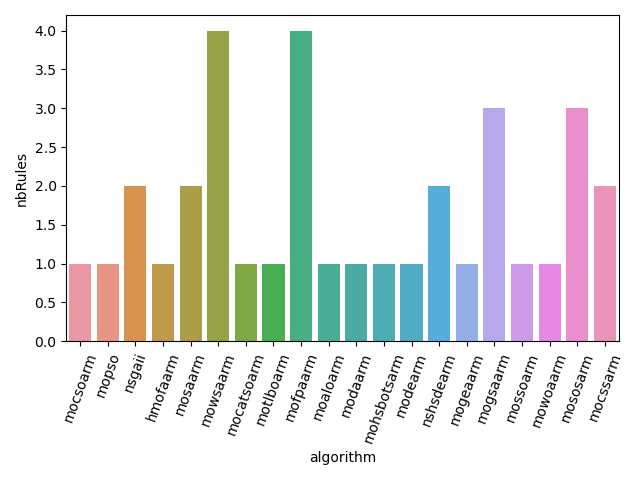 4.0
3.5
3.0
2.5
2.0
1.5
1.0
0.5
0.0
nbRules
mocsoarm
mopso
nsgaii
hmofaarm
mosaarm
mowsaarm
mocatsoarm
motlboarm
mofpaarm
moaloarm
modaarm
mohsbotsarm
modearm
nshsdearm
mogeaarm
mogsaarm
mossoarm
mowoaarm
mososarm
mocssarm
algorithm